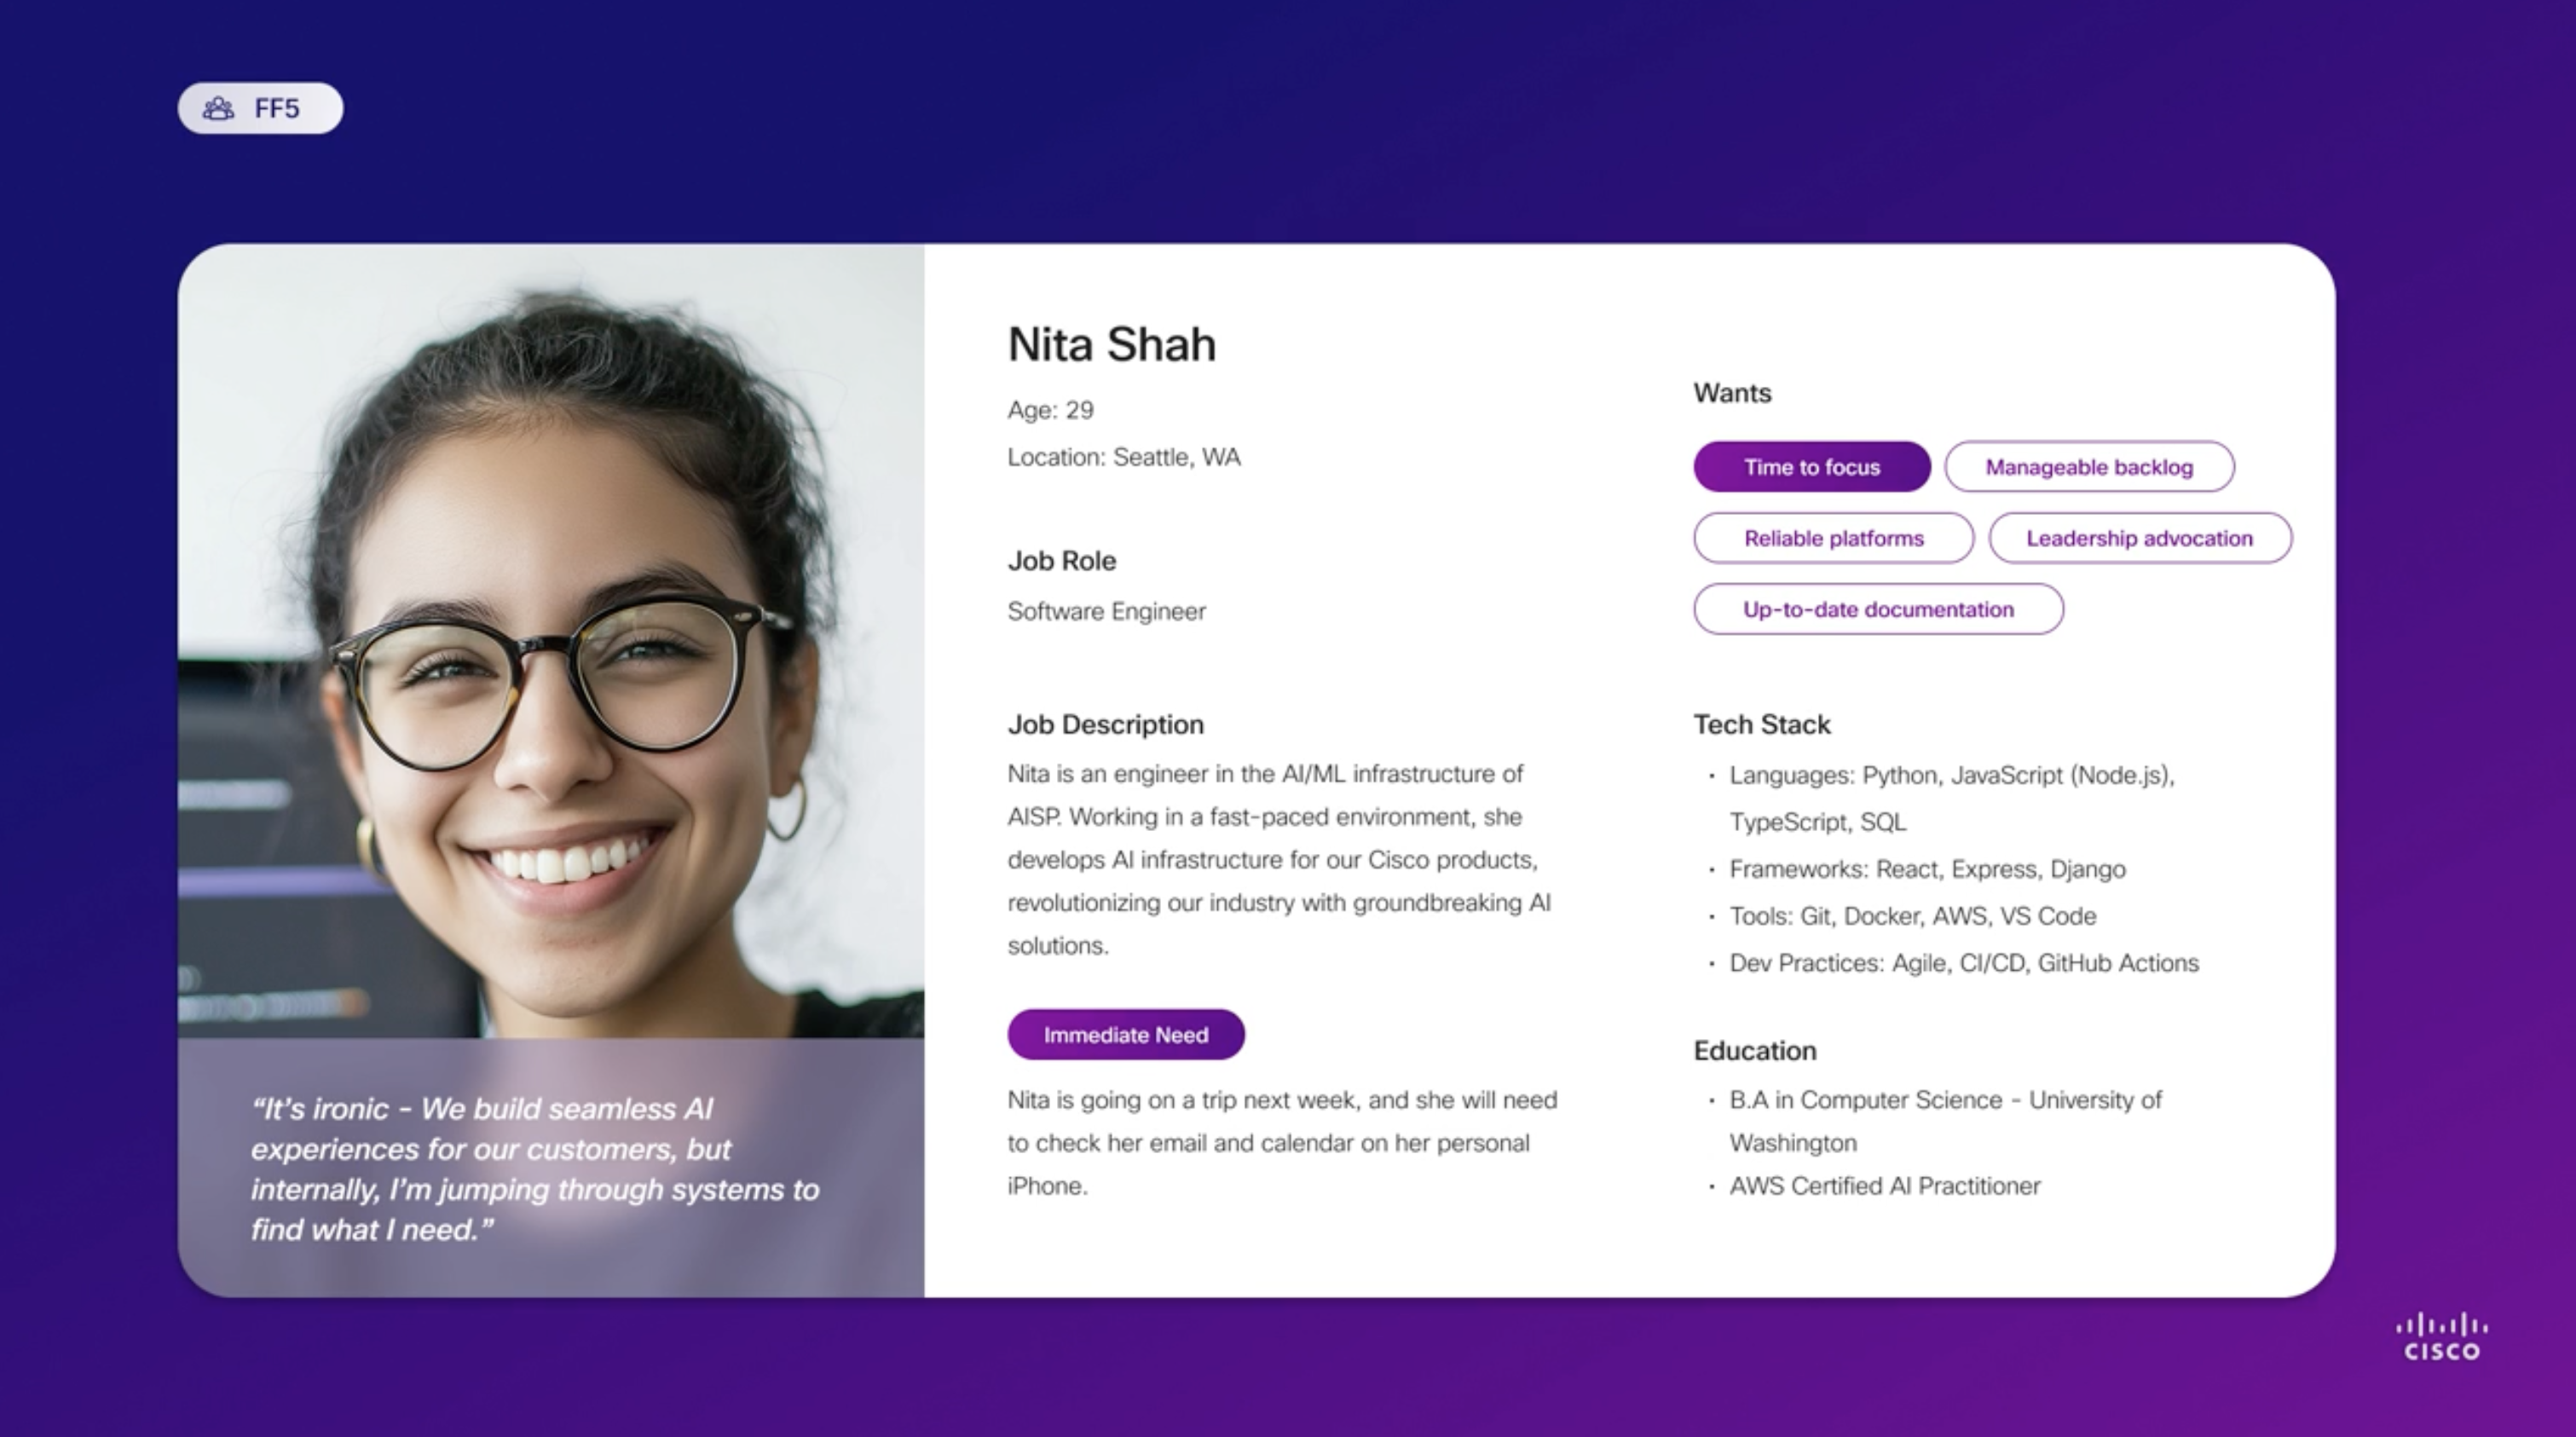 FF5
Nita Shah
Age: 29
Location: Seattle, WA
Job Role
Software Engineer
Job Description
Nita is an engineer in the AI/ML infrastructure of
AISP. Working in a fast-paced environment, she
develops AI infrastructure for our Cisco products,
revolutionizing our industry with groundbreaking AI
solutions.
Immediate Need
Nita is going on a trip next week, and she will need
to check her email and calendar on her personal
iPhone.
Wants
Time to focus
Manageable backlog
Reliable platforms
Leadership advocation
Up-to-date documentation
Tech Stack
· Languages: Python, JavaScript (Node.js),
TypeScript, SQL
· Frameworks: React, Express, Django
· Tools: Git, Docker, AWS, VS Code
· Dev Practices: Agile, CI/CD, GitHub Actions
Education
· B.A in Computer Science - University of
Washington
· AWS Certified AI Practitioner
“It’s ironic - We build seamless AI
experiences for our customers, but
internally, I’m jumping through systems to
find what I need.”
CISCO